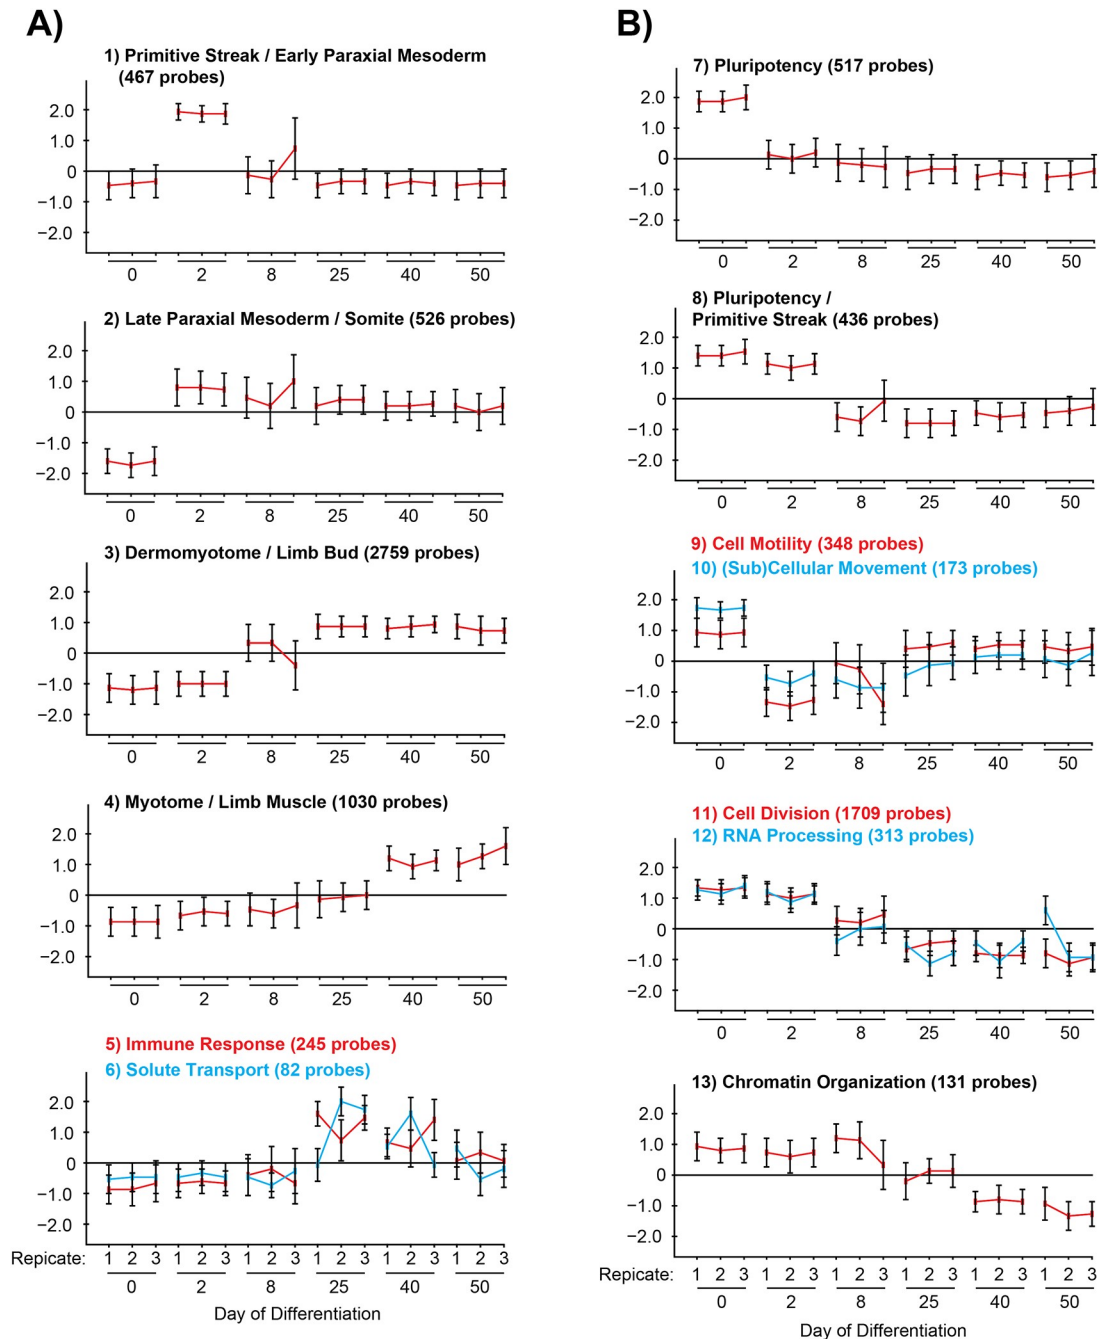 A)
1) Primitive Streak / Early Paraxial Mesoderm
(467 probes)
2.0
1.0
0
−1.0
−2.0
0 2 8 25 40 50
2) Late Paraxial Mesoderm / Somite (526 probes)
2.0
1.0
0
−1.0
−2.0
0 2 8 25 40 50
3) Dermomyotome / Limb Bud (2759 probes)
2.0
1.0
0
−1.0
−2.0
0 2 8 25 40 50
4) Myotome / Limb Muscle (1030 probes)
2.0
1.0
0
−1.0
−2.0
0 2 8 25 40 50
5) Immune Response (245 probes)
6) Solute Transport (82 probes)
2.0
1.0
0
−1.0
−2.0
Repicate: 1 2 3 1 2 3 1 2 3 1 2 3 1 2 3 1 2 3
0 2 8 25 40 50
Day of Differentiation
B)
7) Pluripotency (517 probes)
2.0
1.0
0
−1.0
−2.0
0 2 8 25 40 50
8) Pluripotency /
Primitive Streak (436 probes)
2.0
1.0
0
−1.0
−2.0
0 2 8 25 40 50
9) Cell Motility (348 probes)
10) (Sub)Cellular Movement (173 probes)
2.0
1.0
0
−1.0
−2.0
0 2 8 25 40 50
11) Cell Division (1709 probes)
12) RNA Processing (313 probes)
2.0
1.0
0
−1.0
−2.0
0 2 8 25 40 50
13) Chromatin Organization (131 probes)
2.0
1.0
0
−1.0
−2.0
Replicate: 1 2 3 1 2 3 1 2 3 1 2 3 1 2 3 1 2 3
0 2 8 25 40 50
Day of Differentiation